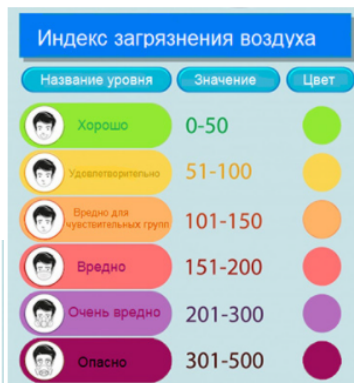 Индекс загрязнения воздуха
Название уровня Значение Цвет
Хорошо 0-50
Удовлетворительно 51-100
Вредно для
чувствительных групп 101-150
Вредно 151-200
Очень вредно 201-300
Опасно 301-500